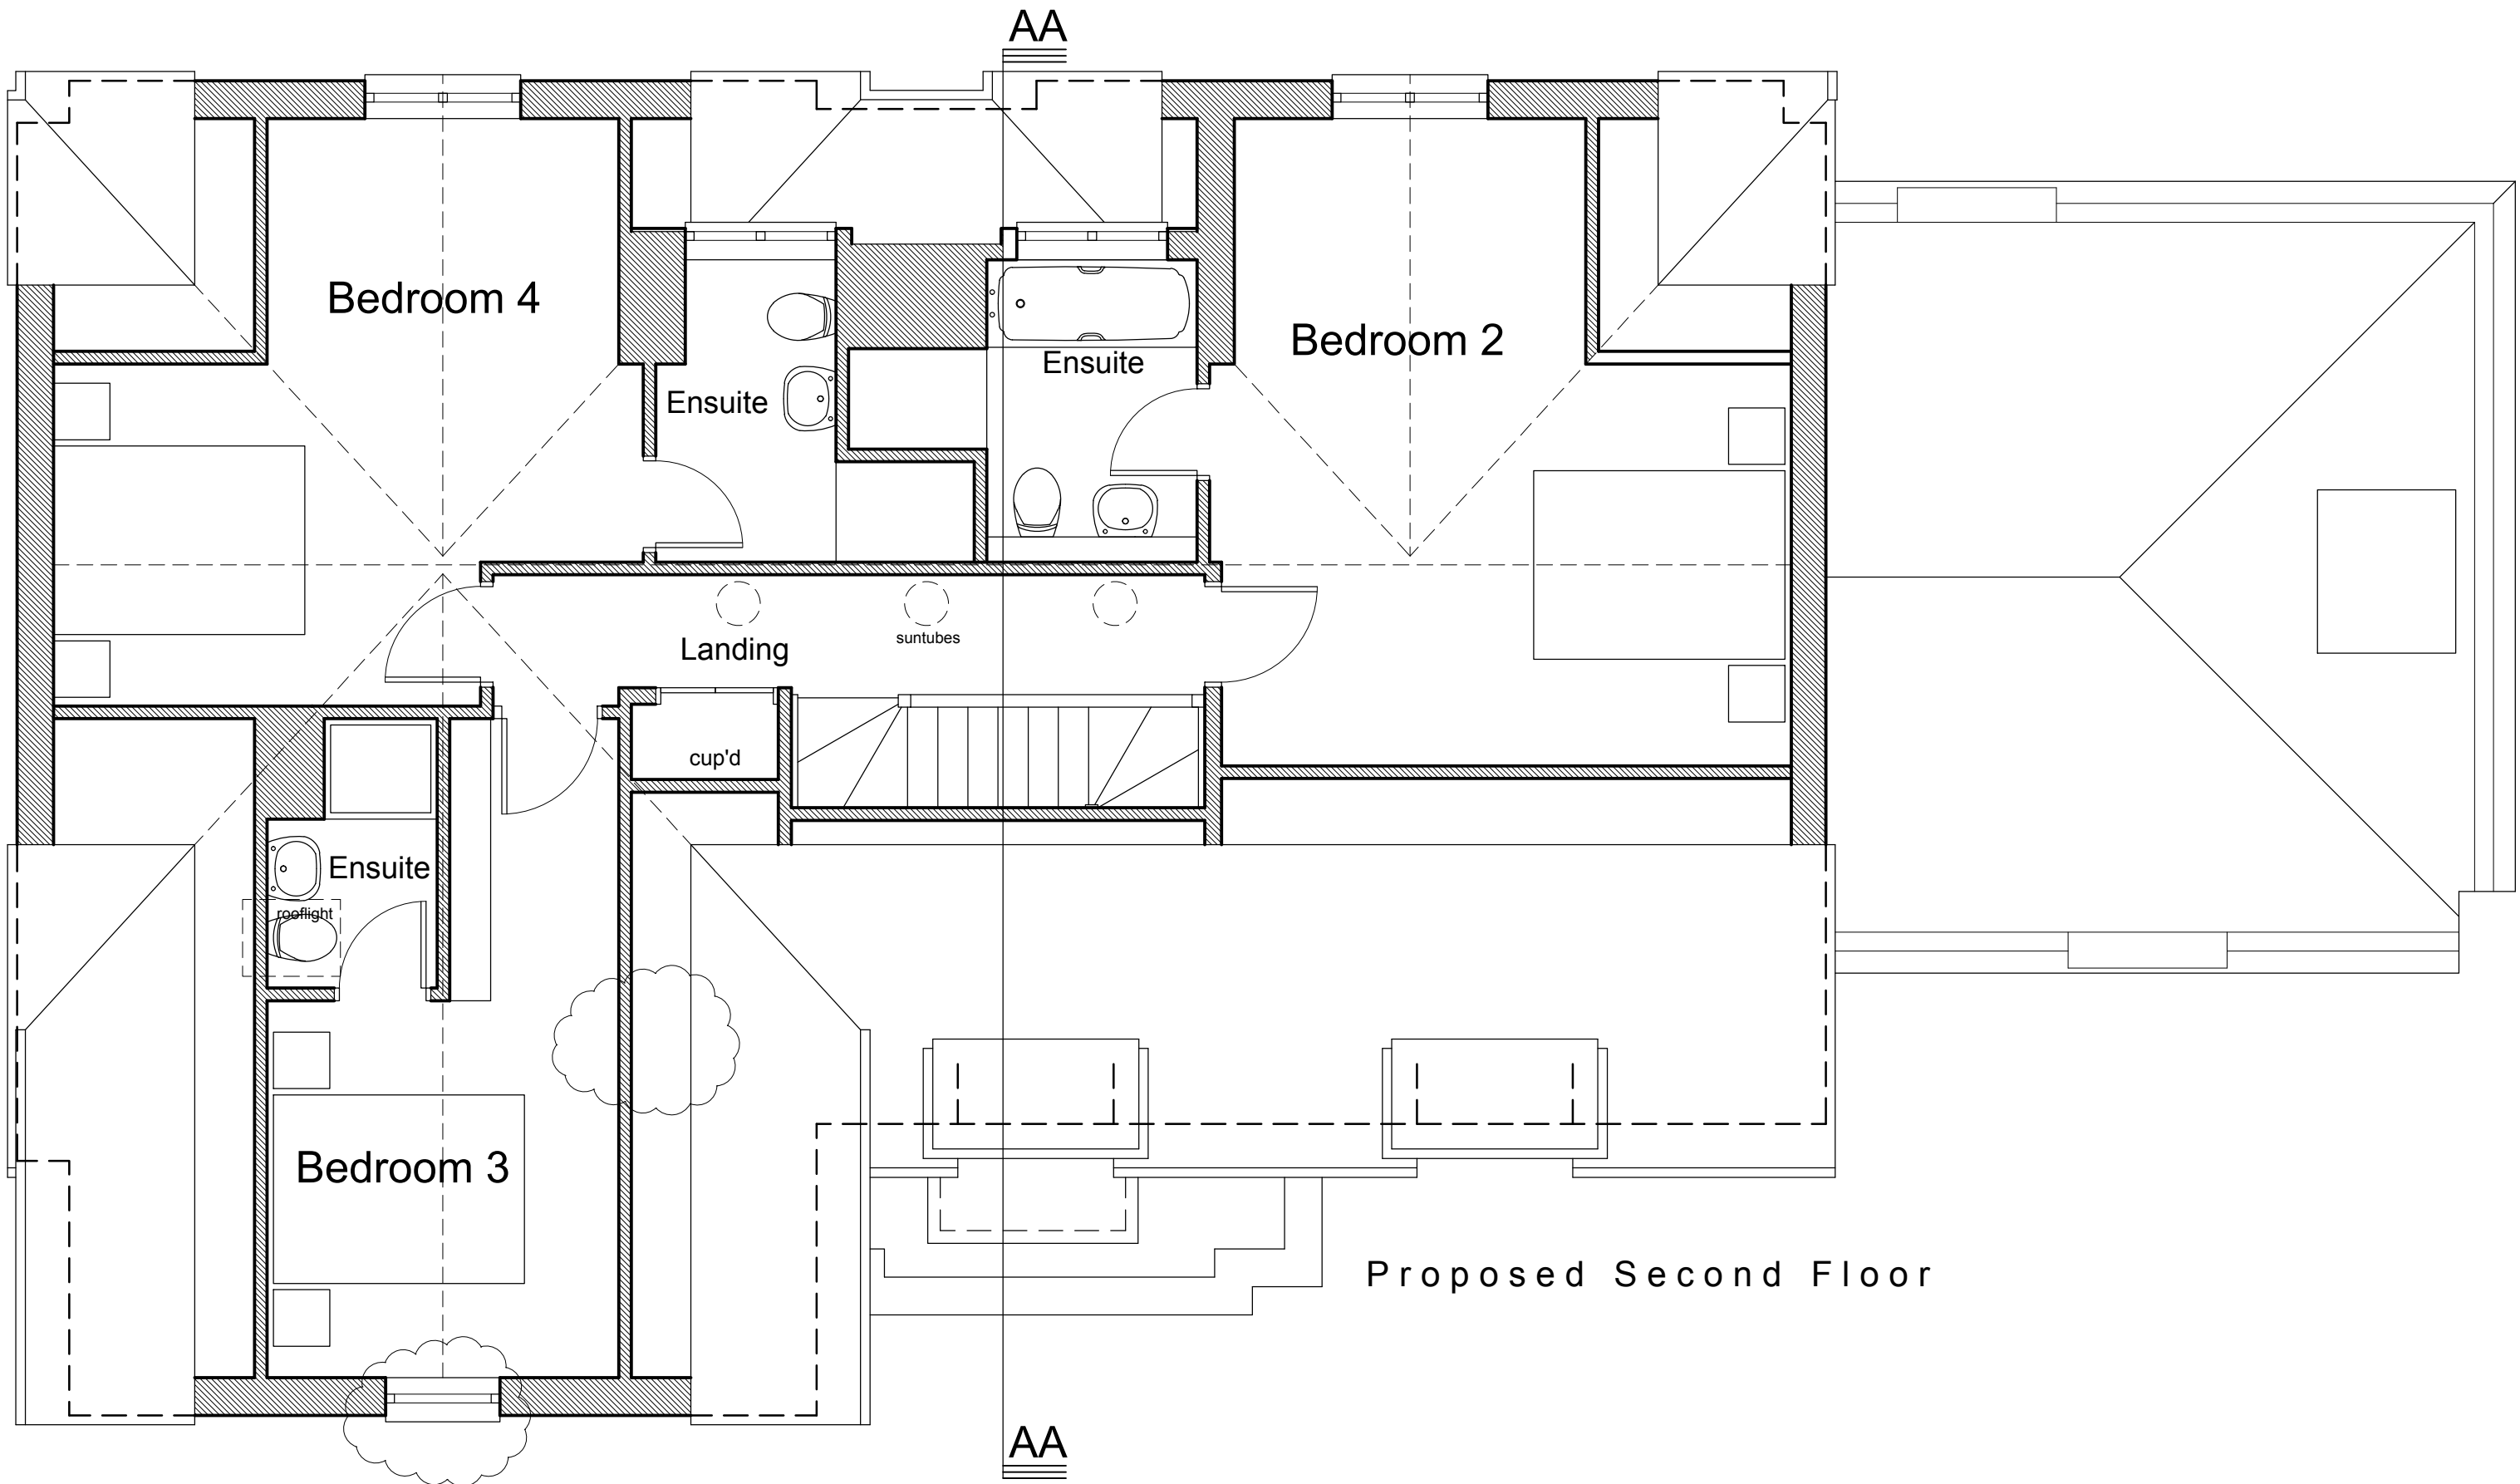 AA
Bedroom 4
Bedroom 2
Ensuite
Ensuite
Landing
suntubes
cup'd
Ensuite
rooflight
Bedroom 3
Proposed Second Floor
AA